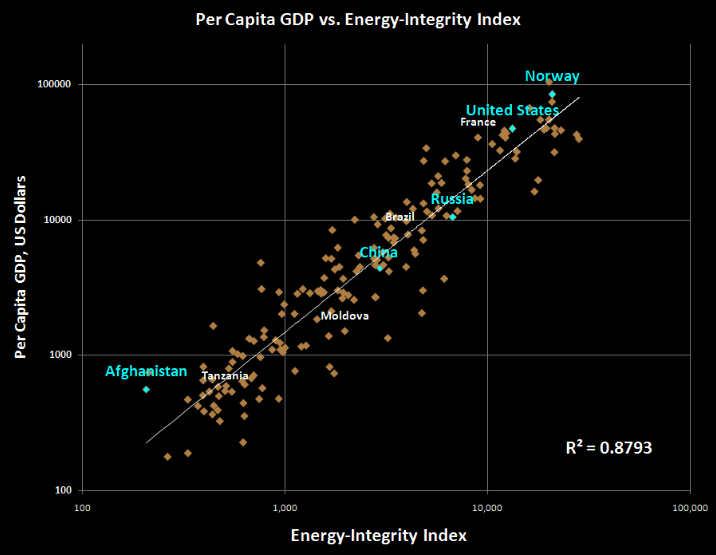 Per Capita GDP vs. Energy-Integrity Index
Per Capita GDP, US Dollars
100000
10000
1000
100
Norway
United States
France
Russia
Brazil
China
Moldova
Afghanistan
Tanzania
R² = 0.8793
100
1,000
10,000
100,000
Energy-Integrity Index